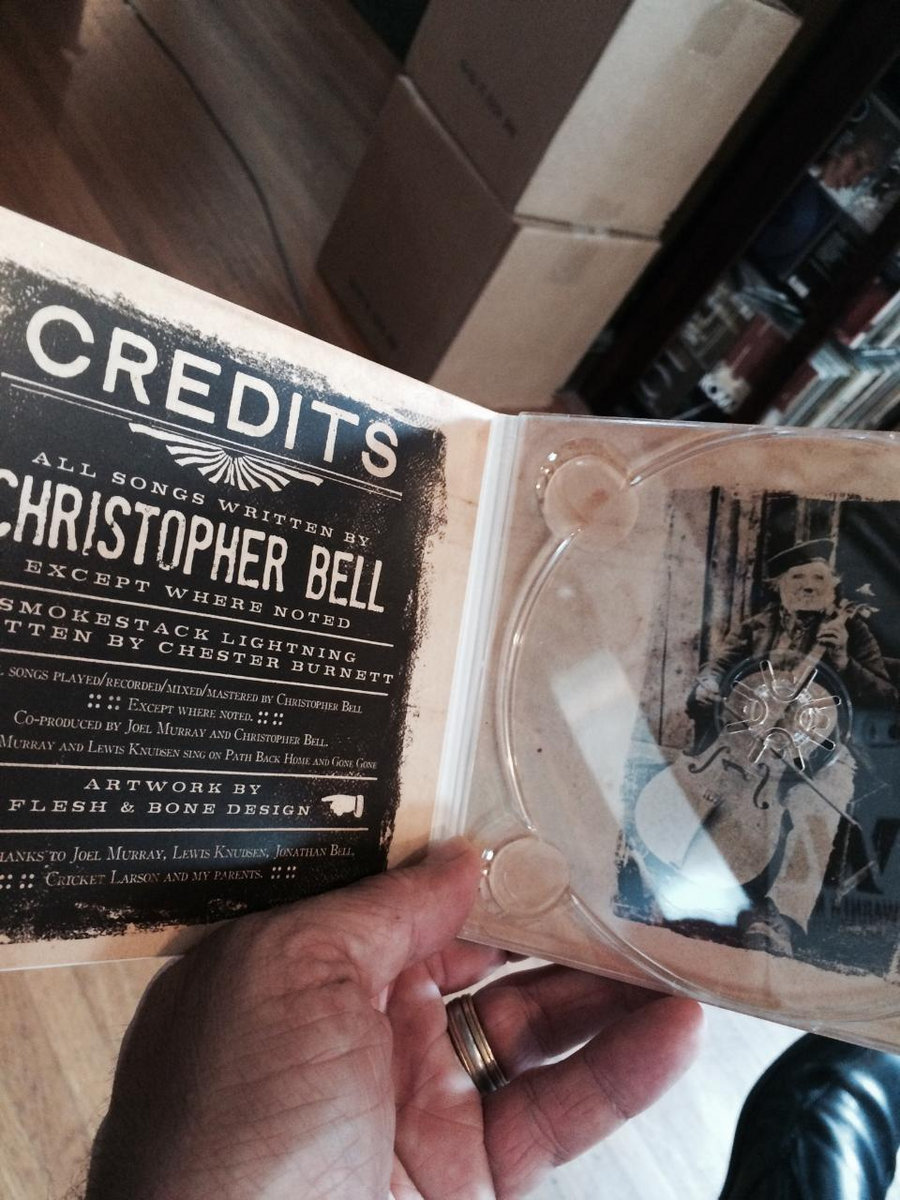 CREDITS
ALL SONGS WRITTEN BY
CHRISTOPHER BELL
EXCEPT WHERE NOTED
SMOKESTACK LIGHTNING
TTEN BY CHESTER BURNETT
SONGS PLAYED/RECORDED/MIXED/MASTERED BY CHRISTOPHER BELL
EXCEPT WHERE NOTED.
CO-PRODUCED BY JOEL MURRAY AND CHRISTOPHER BELL.
MURRAY AND LEWIS KNUDSEN SING ON PATH BACK HOME AND GONE GONE
ARTWORK BY
FLESH & BONE DESIGN
HANKS TO JOEL MURRAY, LEWIS KNUDSEN, JONATHAN BELL,
CRICKET LARSON AND MY PARENTS.